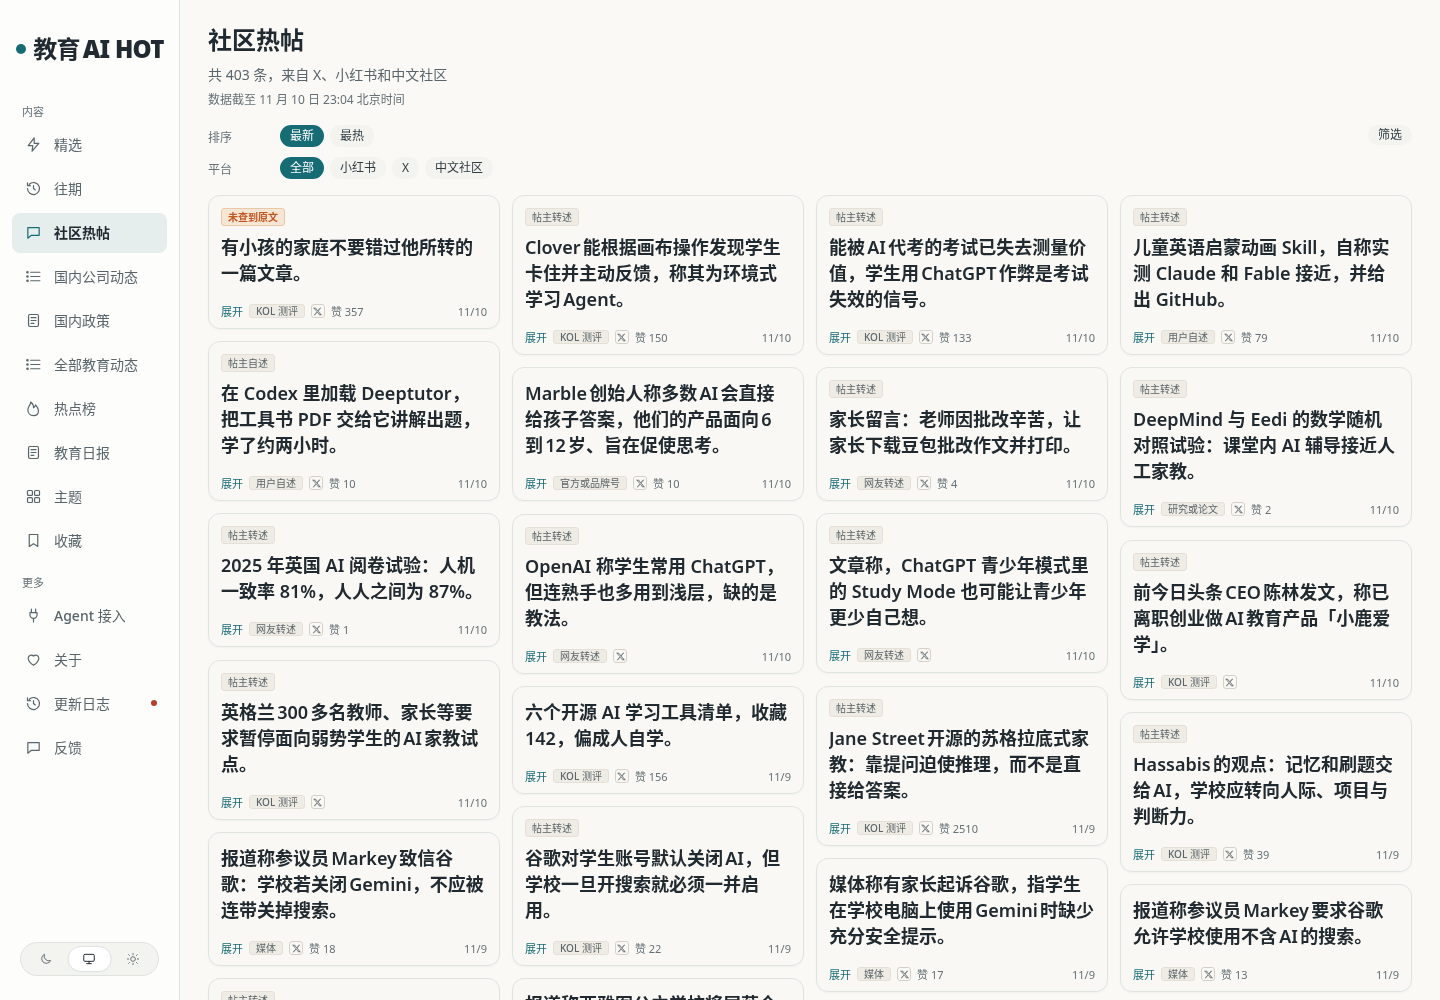 教育 AI HOT
内容
精选
往期
社区热帖
国内公司动态
国内政策
全部教育动态
热点榜
教育日报
主题
收藏
更多
Agent 接入
关于
更新日志
反馈
社区热帖
共 403 条，来自 X、小红书和中文社区
数据截至 11 月 10 日 23:04 北京时间
排序
最新
最热
筛选
平台
全部
小红书
X
中文社区
未查到原文
有小孩的家庭不要错过他所转的
一篇文章。
展开 KOL 测评 X 赞 357 11/10
帖主自述
在 Codex 里加载 Deeptutor，
把工具书 PDF 交给它讲解出题，
学了约两小时。
展开 用户自述 X 赞 10 11/10
帖主转述
2025 年英国 AI 阅卷试验：人机
一致率 81%，人人之间为 87%。
展开 网友转述 X 赞 1 11/10
帖主转述
英格兰 300 多名教师、家长等要
求暂停面向弱势学生的 AI 家教试
点。
展开 KOL 测评 X 11/10
报道称参议员 Markey 致信谷
歌：学校若关闭 Gemini，不应被
连带关掉搜索。
展开 媒体 X 赞 18 11/9
帖主转述
帖主转述
Clover 能根据画布操作发现学生
卡住并主动反馈，称其为环境式
学习 Agent。
展开 KOL 测评 X 赞 150 11/10
Marble 创始人称多数 AI 会直接
给孩子答案，他们的产品面向 6
到 12 岁、旨在促使思考。
展开 官方或品牌号 X 赞 10 11/10
帖主转述
OpenAI 称学生常用 ChatGPT，
但连熟手也多用到浅层，缺的是
教法。
展开 网友转述 X 11/10
六个开源 AI 学习工具清单，收藏
142，偏成人自学。
展开 KOL 测评 X 赞 156 11/9
帖主转述
谷歌对学生账号默认关闭 AI，但
学校一旦开搜索就必须一并启
用。
展开 KOL 测评 X 赞 22 11/9
帖主转述
能被 AI 代考的考试已失去测量价
值，学生用 ChatGPT 作弊是考试
失效的信号。
展开 KOL 测评 X 赞 133 11/10
帖主转述
家长留言：老师因批改辛苦，让
家长下载豆包批改作文并打印。
展开 网友转述 X 赞 4 11/10
帖主转述
文章称，ChatGPT 青少年模式里
的 Study Mode 也可能让青少年
更少自己想。
展开 网友转述 X 11/10
帖主转述
Jane Street 开源的苏格拉底式家
教：靠提问迫使推理，而不是直
接给答案。
展开 KOL 测评 X 赞 2510 11/9
媒体称有家长起诉谷歌，指学生
在学校电脑上使用 Gemini 时缺少
充分安全提示。
展开 媒体 X 赞 17 11/9
帖主转述
儿童英语启蒙动画 Skill，自称实
测 Claude 和 Fable 接近，并给
出 GitHub。
展开 用户自述 X 赞 79 11/10
帖主转述
DeepMind 与 Eedi 的数学随机
对照试验：课堂内 AI 辅导接近人
工家教。
展开 研究或论文 X 赞 2 11/10
帖主转述
前今日头条 CEO 陈林发文，称已
离职创业做 AI 教育产品「小鹿爱
学」。
展开 KOL 测评 X 11/10
帖主转述
Hassabis 的观点：记忆和刷题交
给 AI，学校应转向人际、项目与
判断力。
展开 KOL 测评 X 赞 39 11/9
报道称参议员 Markey 要求谷歌
允许学校使用不含 AI 的搜索。
展开 媒体 X 赞 13 11/9